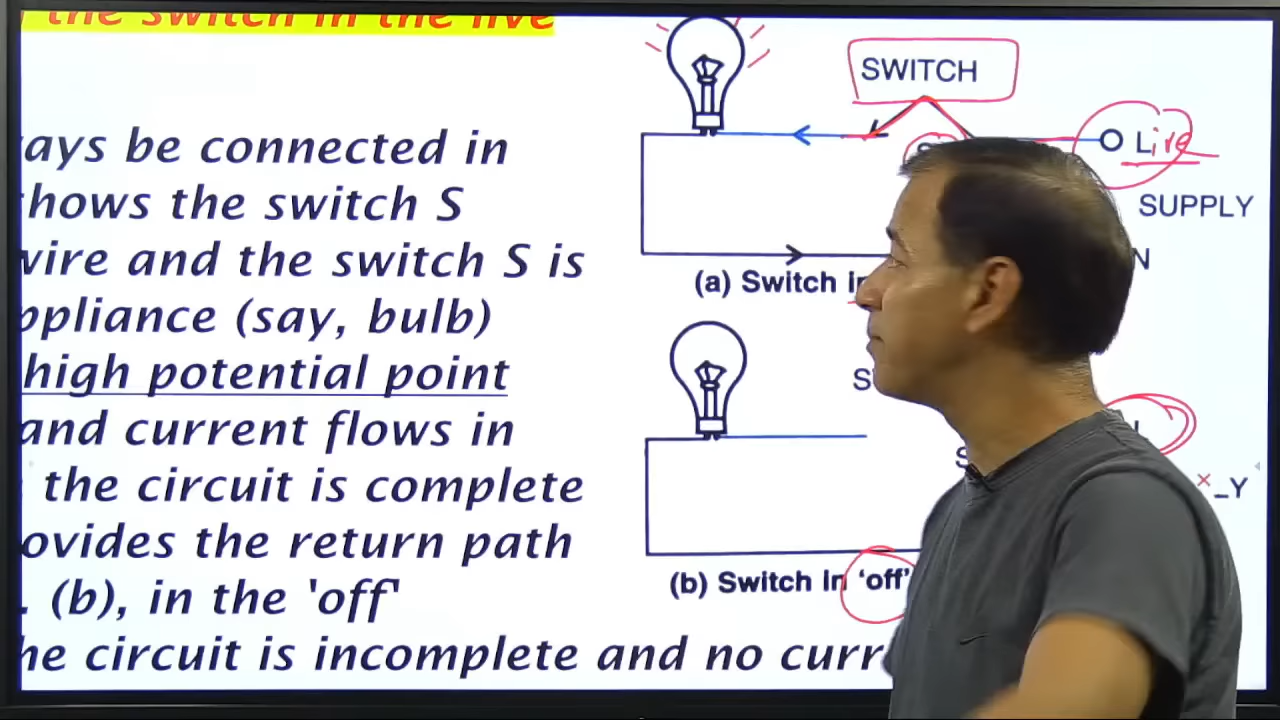 the switch in the live
ays be connected in
hows the switch S
wire and the switch S is
ppliance (say, bulb)
high potential point
and current flows in
the circuit is complete
ovides the return path
. (b), in the 'off'
he circuit is incomplete and no curr
SWITCH
Live
SUPPLY
N
(a) Switch in
S
L
S
Y
(b) Switch in 'off'